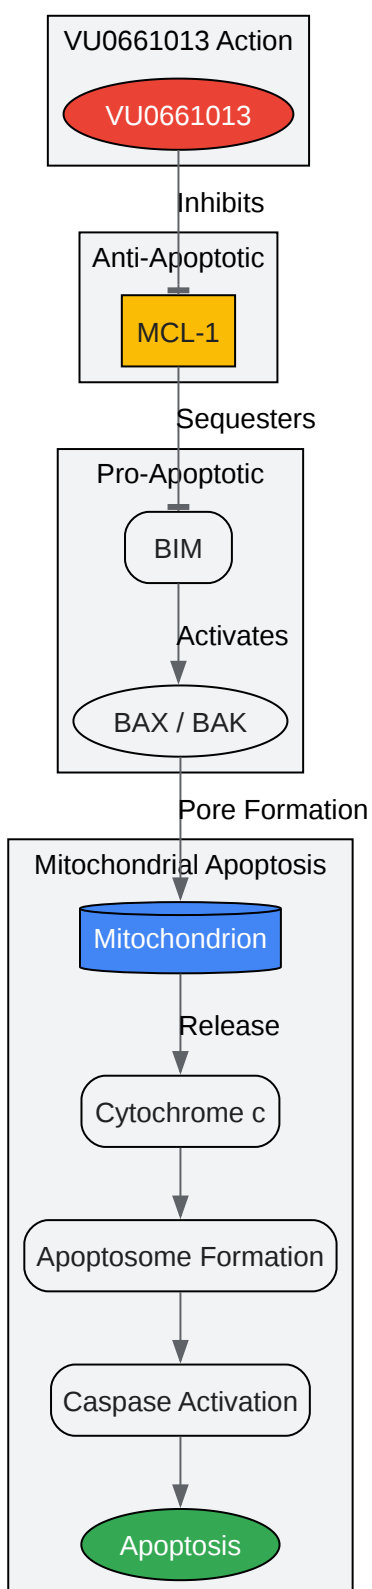 VU0661013 Action
VU0661013
Inhibits
Anti-Apoptotic
MCL-1
Sequesters
Pro-Apoptotic
BIM
Activates
BAX / BAK
Pore Formation
Mitochondrial Apoptosis
Mitochondrion
Release
Cytochrome c
Apoptosome Formation
Caspase Activation
Apoptosis